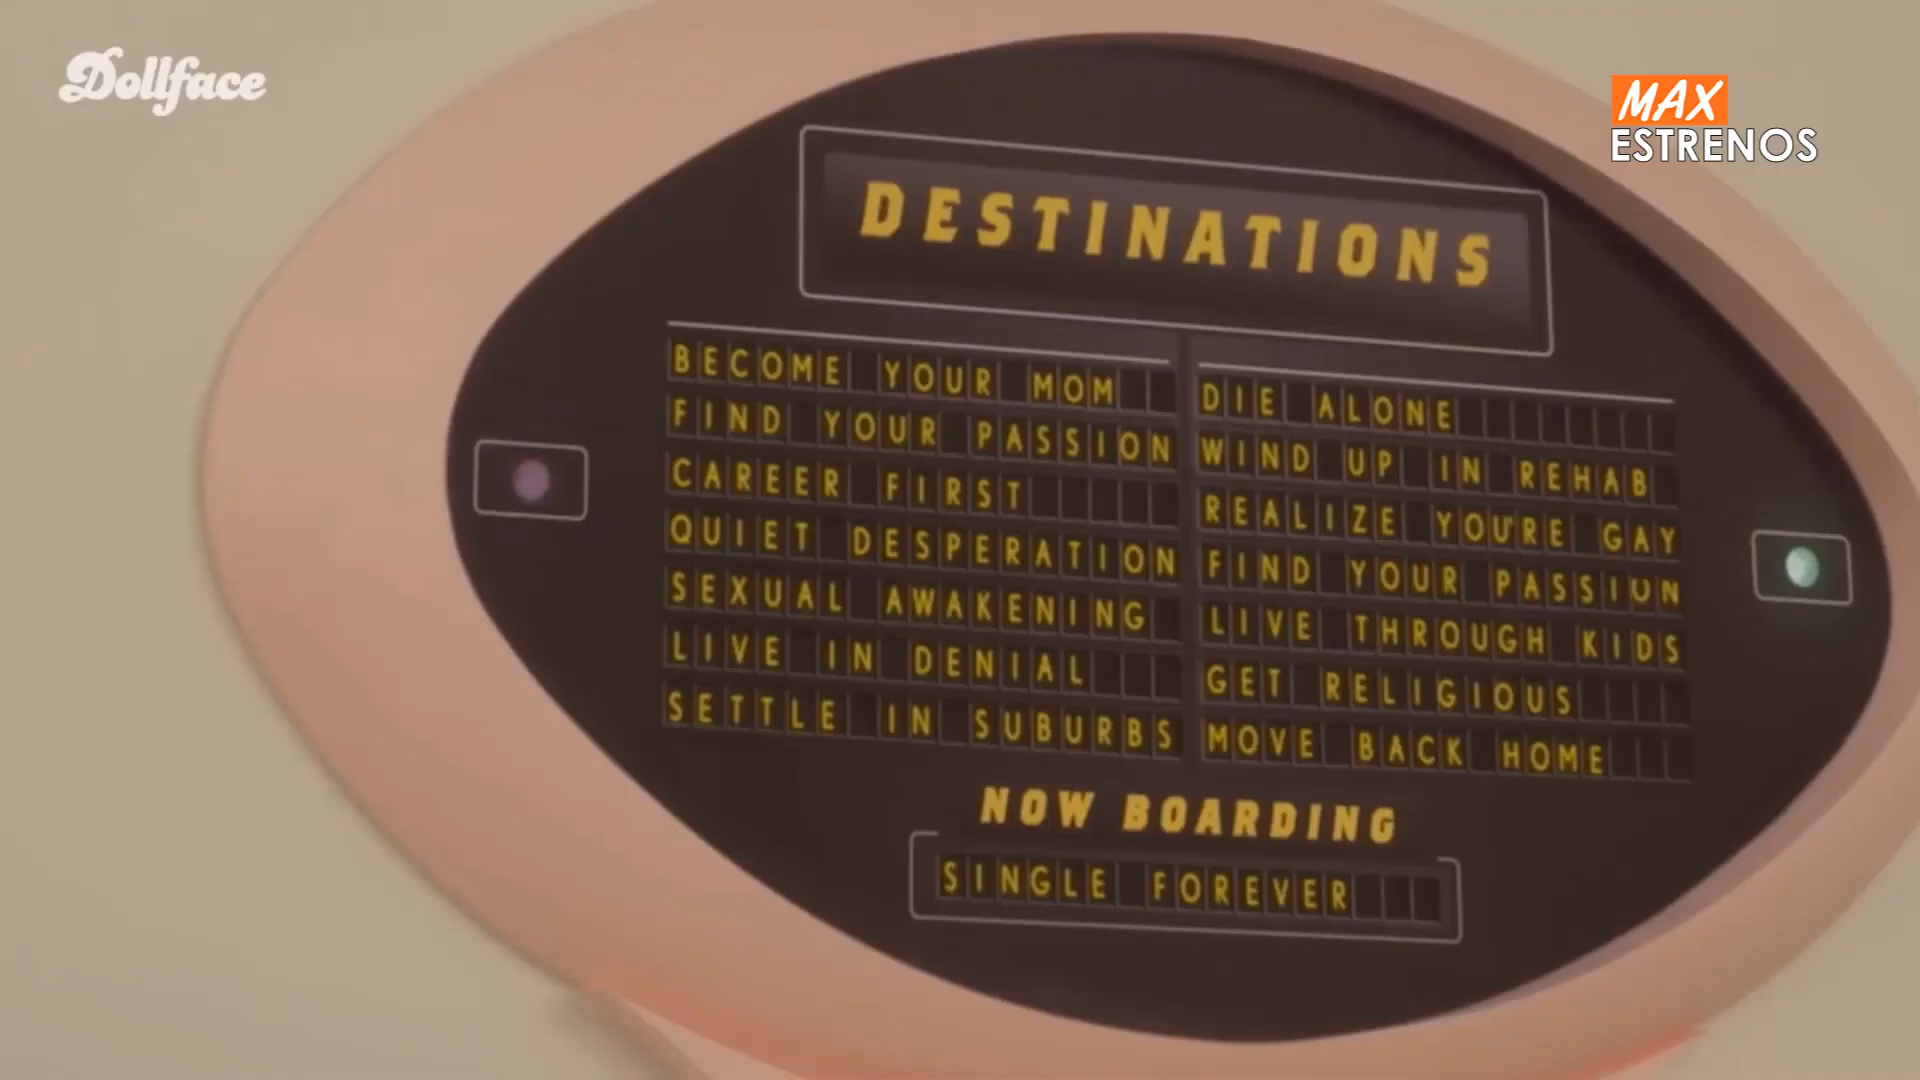 Dollface
MAX
ESTRENOS
DESTINATIONS
BECOME YOUR MOM
FIND YOUR PASSION
CAREER FIRST
QUIET DESPERATION
SEXUAL AWAKENING
LIVE IN DENIAL
SETTLE IN SUBURBS
DIE ALONE
WIND UP IN REHAB
REALIZE YOU'RE GAY
FIND YOUR PASSION
LIVE THROUGH KIDS
GET RELIGIOUS
MOVE BACK HOME
NOW BOARDING
SINGLE FOREVER